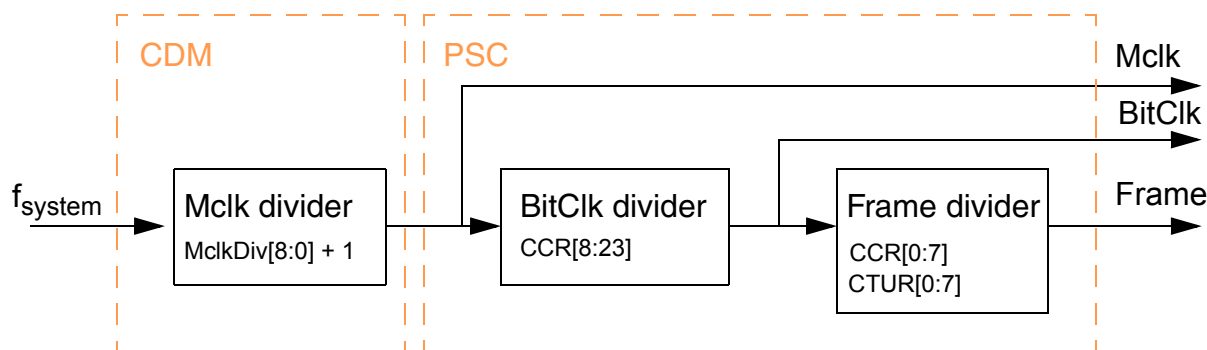 CDM
PSC
Mclk
BitClk
Frame
fsystem
Mclk divider
MclkDiv[8:0] + 1
BitClk divider
CCR[8:23]
Frame divider
CCR[0:7]
CTUR[0:7]